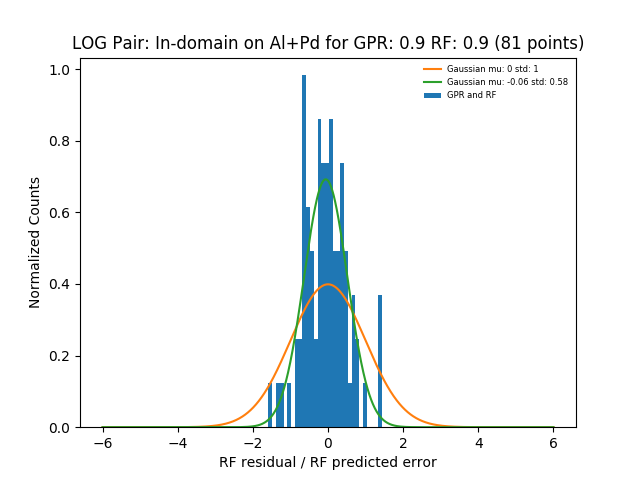 LOG Pair: In-domain on Al+Pd for GPR: 0.9 RF: 0.9 (81 points)
Gaussian mu: 0 std: 1
Gaussian mu: -0.06 std: 0.58
GPR and RF
1.0
0.8
0.6
0.4
0.2
0.0
Normalized Counts
−6
−4
−2
0
2
4
6
RF residual / RF predicted error